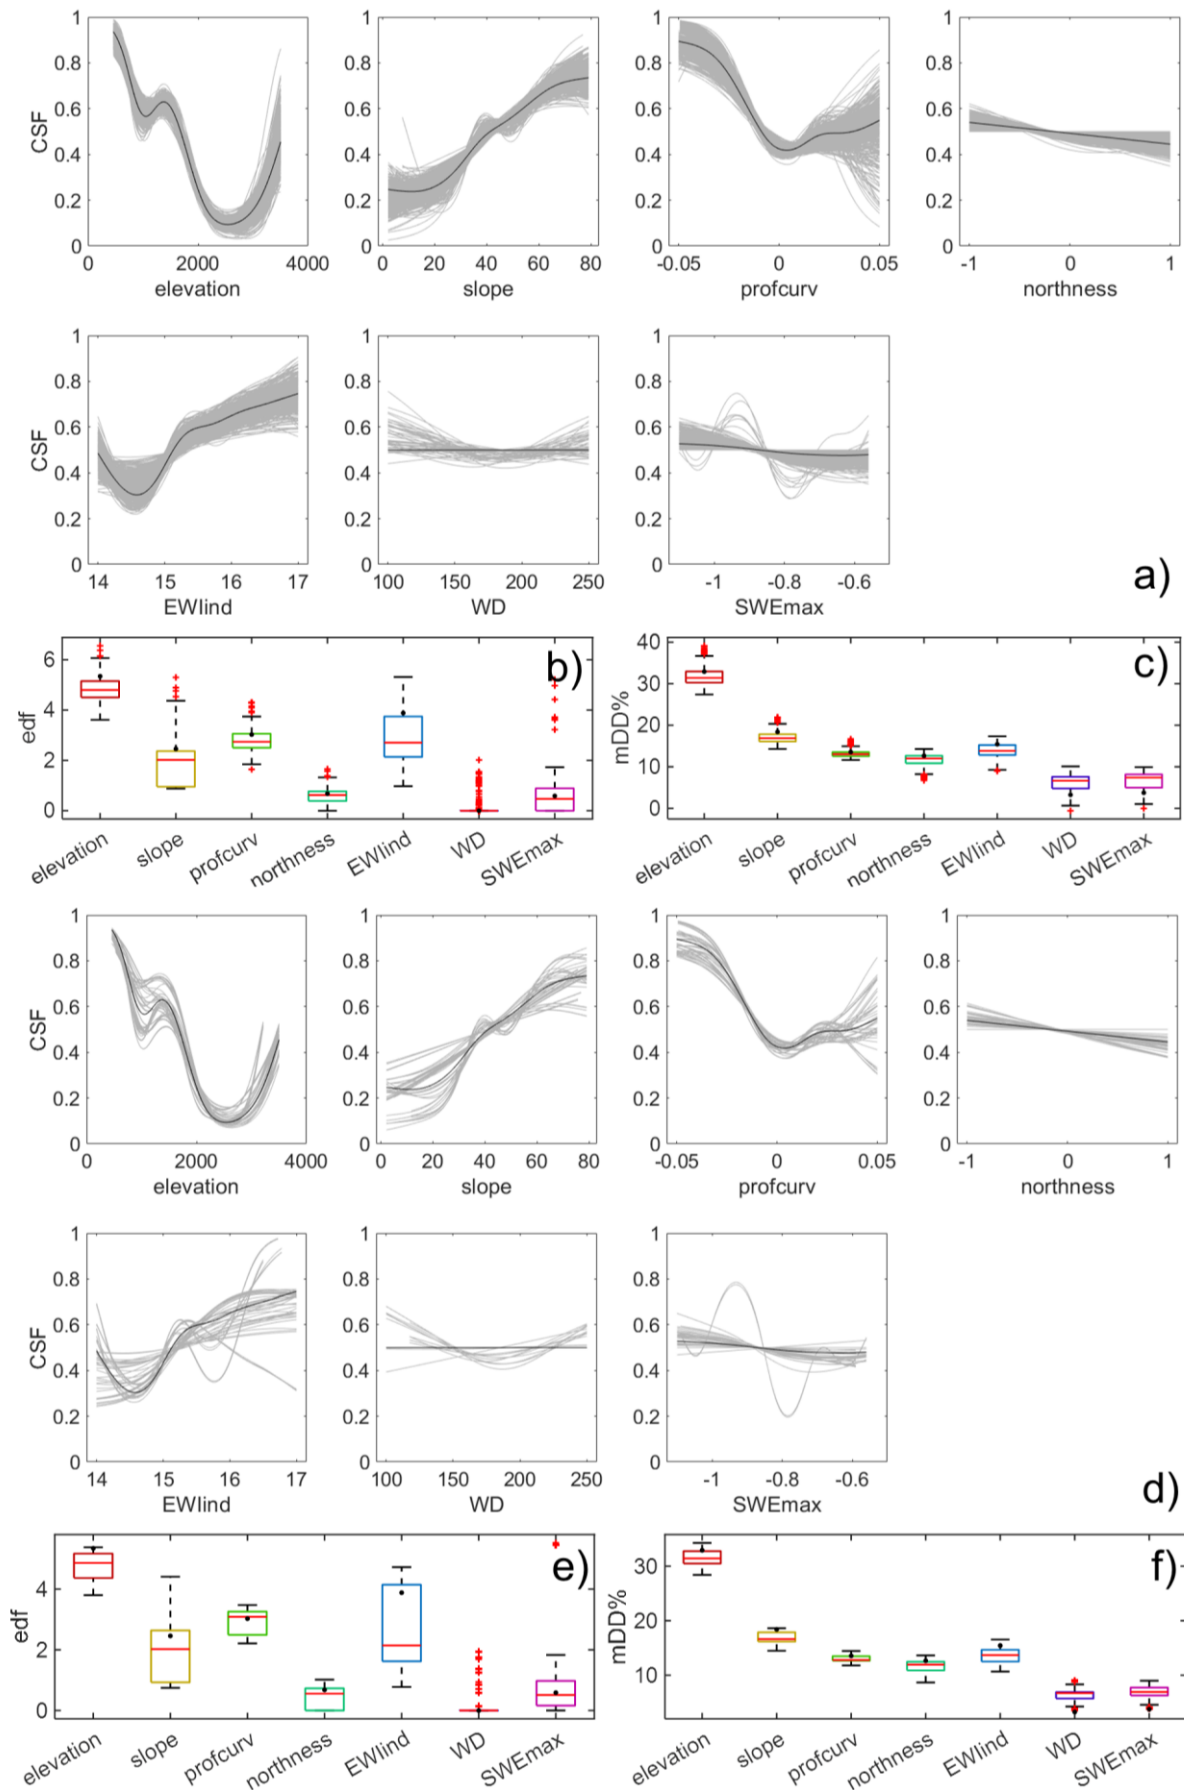 1 1 1 1
0.8 0.8 0.8 0.8
CSF 0.6 0.6 0.6 0.6
0.4 0.4 0.4 0.4
0.2 0.2 0.2 0.2
0 0 0 0
0 2000 4000 0 20 40 60 80 -0.05 0 0.05 -1 0 1
elevation slope profcurv northness
1 1 1
0.8 0.8 0.8
CSF 0.6 0.6 0.6
0.4 0.4 0.4
0.2 0.2 0.2
0 0 0
a)
14 15 16 17 100 150 200 250 -1 -0.8 -0.6
EWlind WD SWEmax
edf 6 4 2 0 b)
elevation slope profcurv northness EWlind WD SWEmax
mDD% 40 30 20 10 0 c)
elevation slope profcurv northness EWlind WD SWEmax
1 1 1 1
0.8 0.8 0.8 0.8
CSF 0.6 0.6 0.6 0.6
0.4 0.4 0.4 0.4
0.2 0.2 0.2 0.2
0 0 0 0
0 2000 4000 0 20 40 60 80 -0.05 0 0.05 -1 0 1
elevation slope profcurv northness
1 1 1
0.8 0.8 0.8
CSF 0.6 0.6 0.6
0.4 0.4 0.4
0.2 0.2 0.2
0 0 0
14 15 16 17 100 150 200 250 -1 -0.8 -0.6
EWlind WD SWEmax
d)
edf 4 2 0 e)
elevation slope profcurv northness EWlind WD SWEmax
mDD% 30 20 10 f)
elevation slope profcurv northness EWlind WD SWEmax